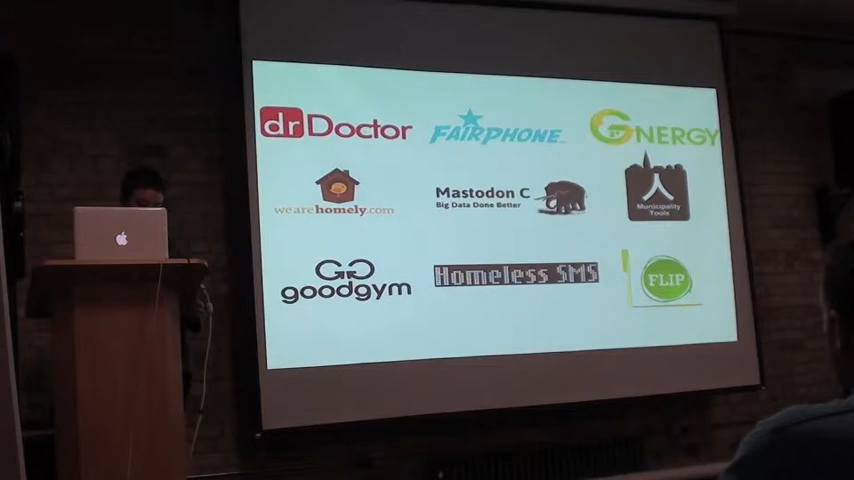 drDoctor
FAIRPHONE
GNERGY
wearehomely.com
Mastodon C
Big Data Done Better
Municipality
Tools
goodgym
Homeless SMS
FLIP